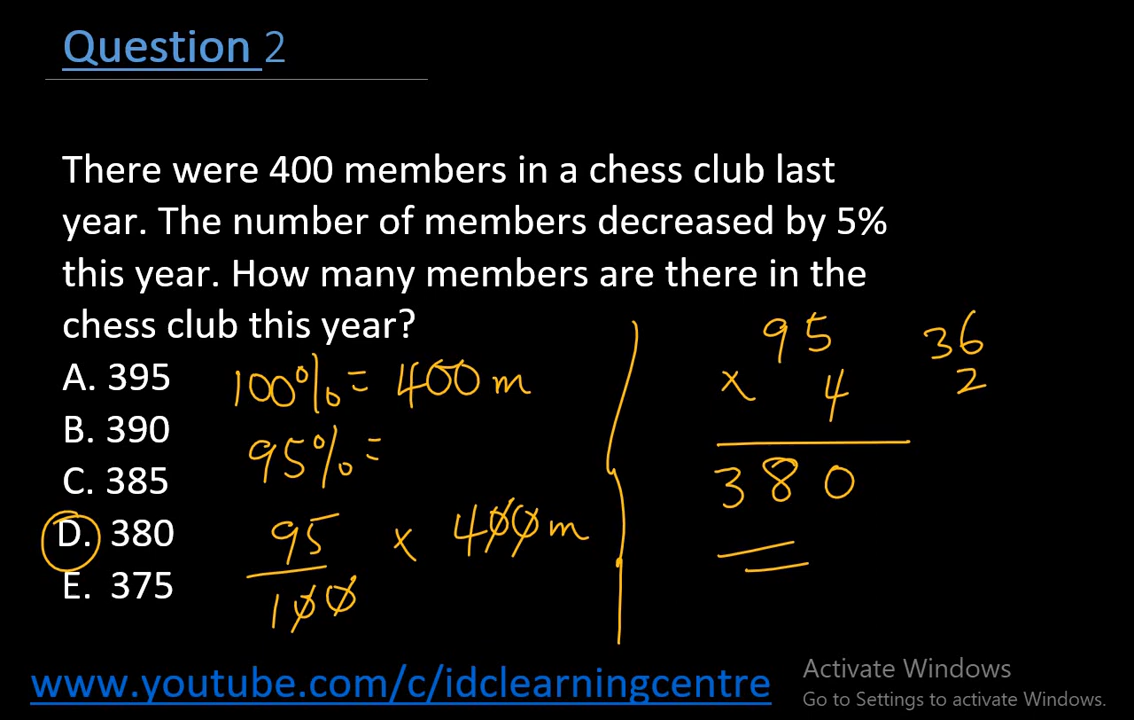 Question 2
There were 400 members in a chess club last
year. The number of members decreased by 5%
this year. How many members are there in the
chess club this year?
A. 395
B. 390
C. 385
D. 380
E. 375
100% = 400 m
95% =
95
100
x 400 m
95
x 4
380
36
2
www.youtube.com/c/idclearningcentre
Activate Windows
Go to Settings to activate Windows.